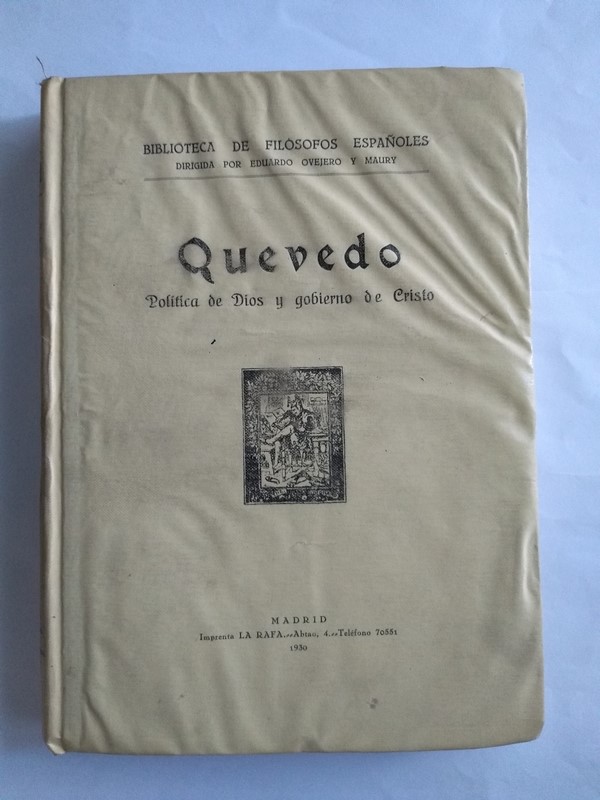 BIBLIOTECA DE FILOSOFOS ESPAÑOLES
DIRIGIDA POR EDUARDO OVEJERO Y MAURY
Quevedo
Política de Dios y gobierno de Cristo
MADRID
Imprenta LA RAFA.--Abtao, 4.--Teléfono 70551
1930